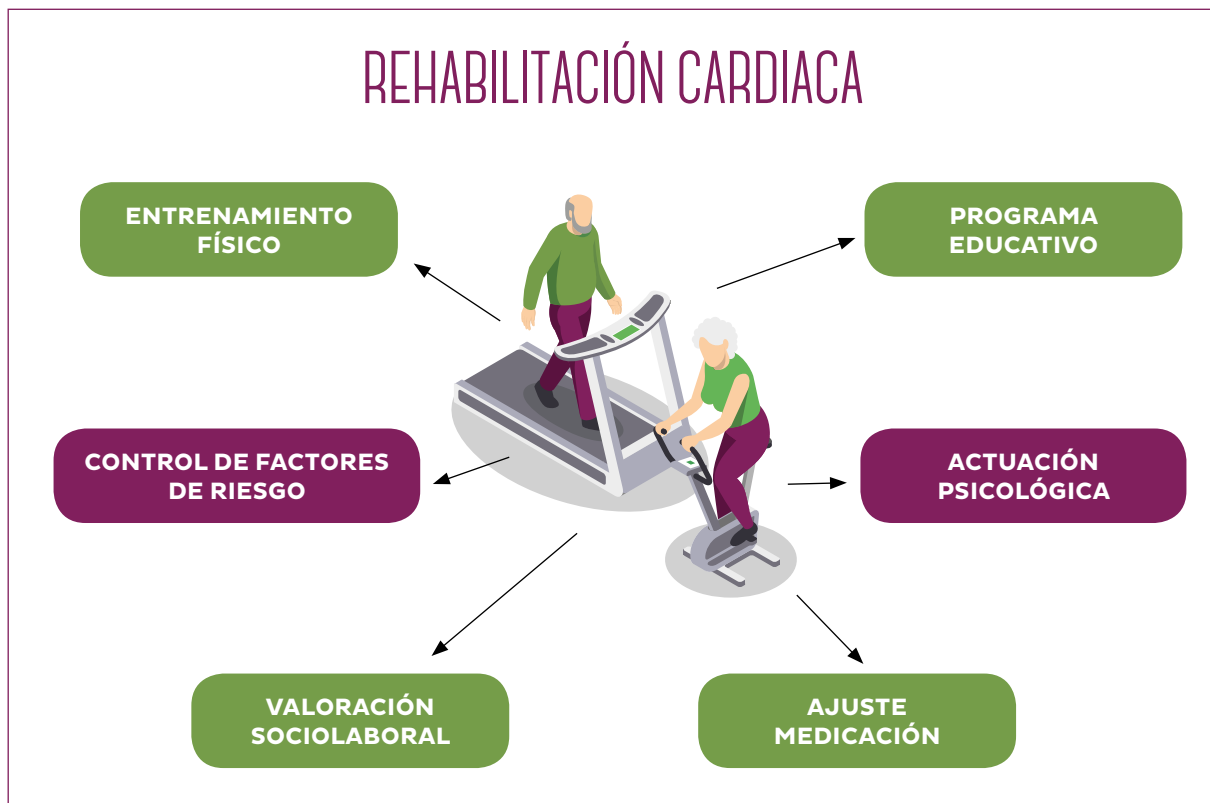 REHABILITACIÓN CARDIACA
ENTRENAMIENTO
FÍSICO
PROGRAMA
EDUCATIVO
CONTROL DE FACTORES
DE RIESGO
ACTUACIÓN
PSICOLÓGICA
VALORACIÓN
SOCIOLABORAL
AJUSTE
MEDICACIÓN